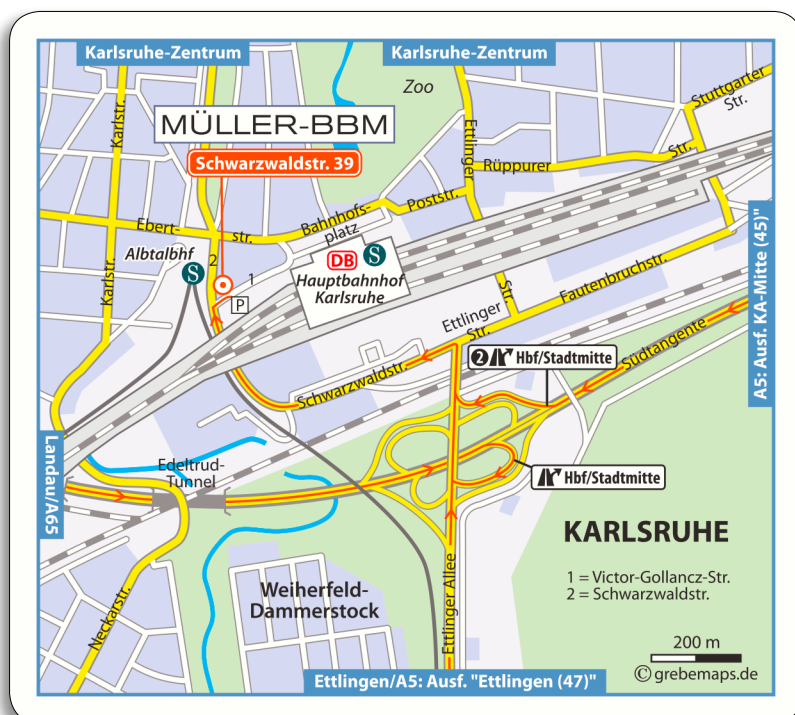 Karlsruhe-Zentrum
Karlsruhe-Zentrum
Zoo
Stuttgarter
Str.
Karlstr.
MÜLLER-BBM
Ettlinger
Str.
Schwarzwaldstr. 39
Rüppurer
Str.
Poststr.
Ebert-
str.
Bahnhofs-
platz
Albtalbhf
S
2
1
P
DB
S
Hauptbahnhof
Karlsruhe
Karlstr.
Fautenbruchstr.
A5: Ausf. KA-Mitte (45)"
Ettlinger
Str.
Südtangente
2 Hbf/Stadtmitte
Schwarzwaldstr.
Landau/A65
Edeltrud-
Tunnel
Hbf/Stadtmitte
KARLSRUHE
1 = Victor-Gollancz-Str.
2 = Schwarzwaldstr.
Weiherfeld-
Dammerstock
Neckarstr.
Ettlinger Allee
200 m
© grebemaps.de
Ettlingen/A5: Ausf. "Ettlingen (47)"